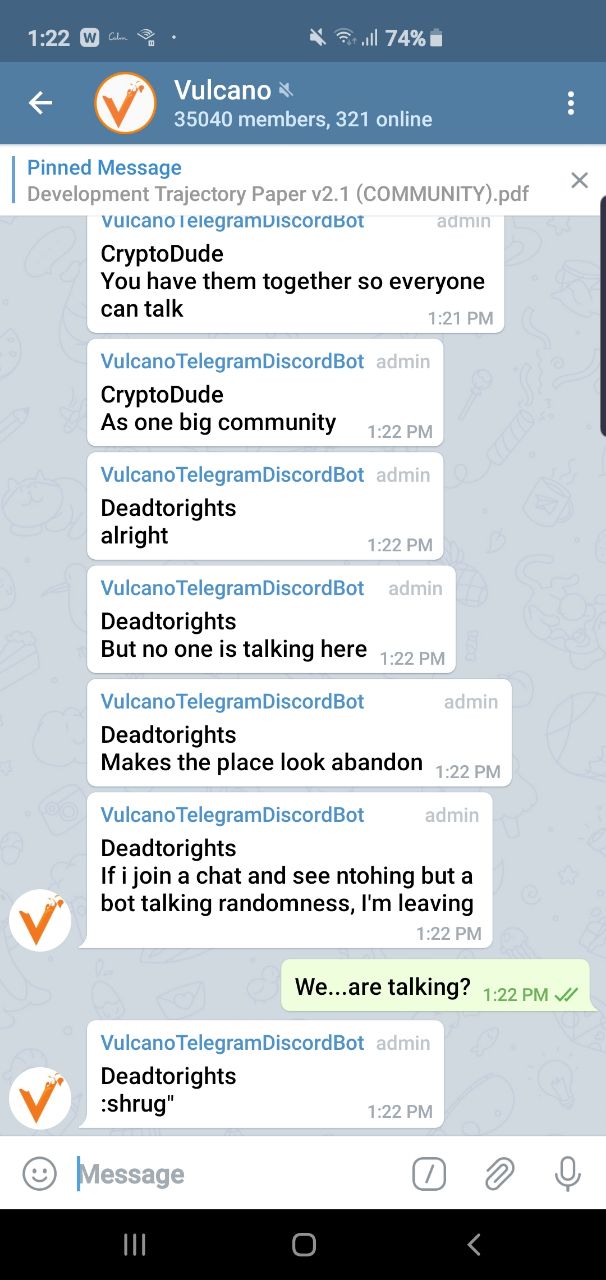 1:22 W 74%
Vulcano
35040 members, 321 online
Pinned Message
Development Trajectory Paper v2.1 (COMMUNITY).pdf
VulcanoTelegramDiscordBot admin
CryptoDude
You have them together so everyone
can talk
1:21 PM
VulcanoTelegramDiscordBot admin
CryptoDude
As one big community 1:22 PM
VulcanoTelegramDiscordBot admin
Deadtorights
alright 1:22 PM
VulcanoTelegramDiscordBot admin
Deadtorights
But no one is talking here 1:22 PM
VulcanoTelegramDiscordBot admin
Deadtorights
Makes the place look abandon 1:22 PM
VulcanoTelegramDiscordBot admin
Deadtorights
If i join a chat and see ntohing but a
bot talking randomness, I'm leaving
1:22 PM
We...are talking? 1:22 PM
VulcanoTelegramDiscordBot admin
Deadtorights
:shrug" 1:22 PM
Message